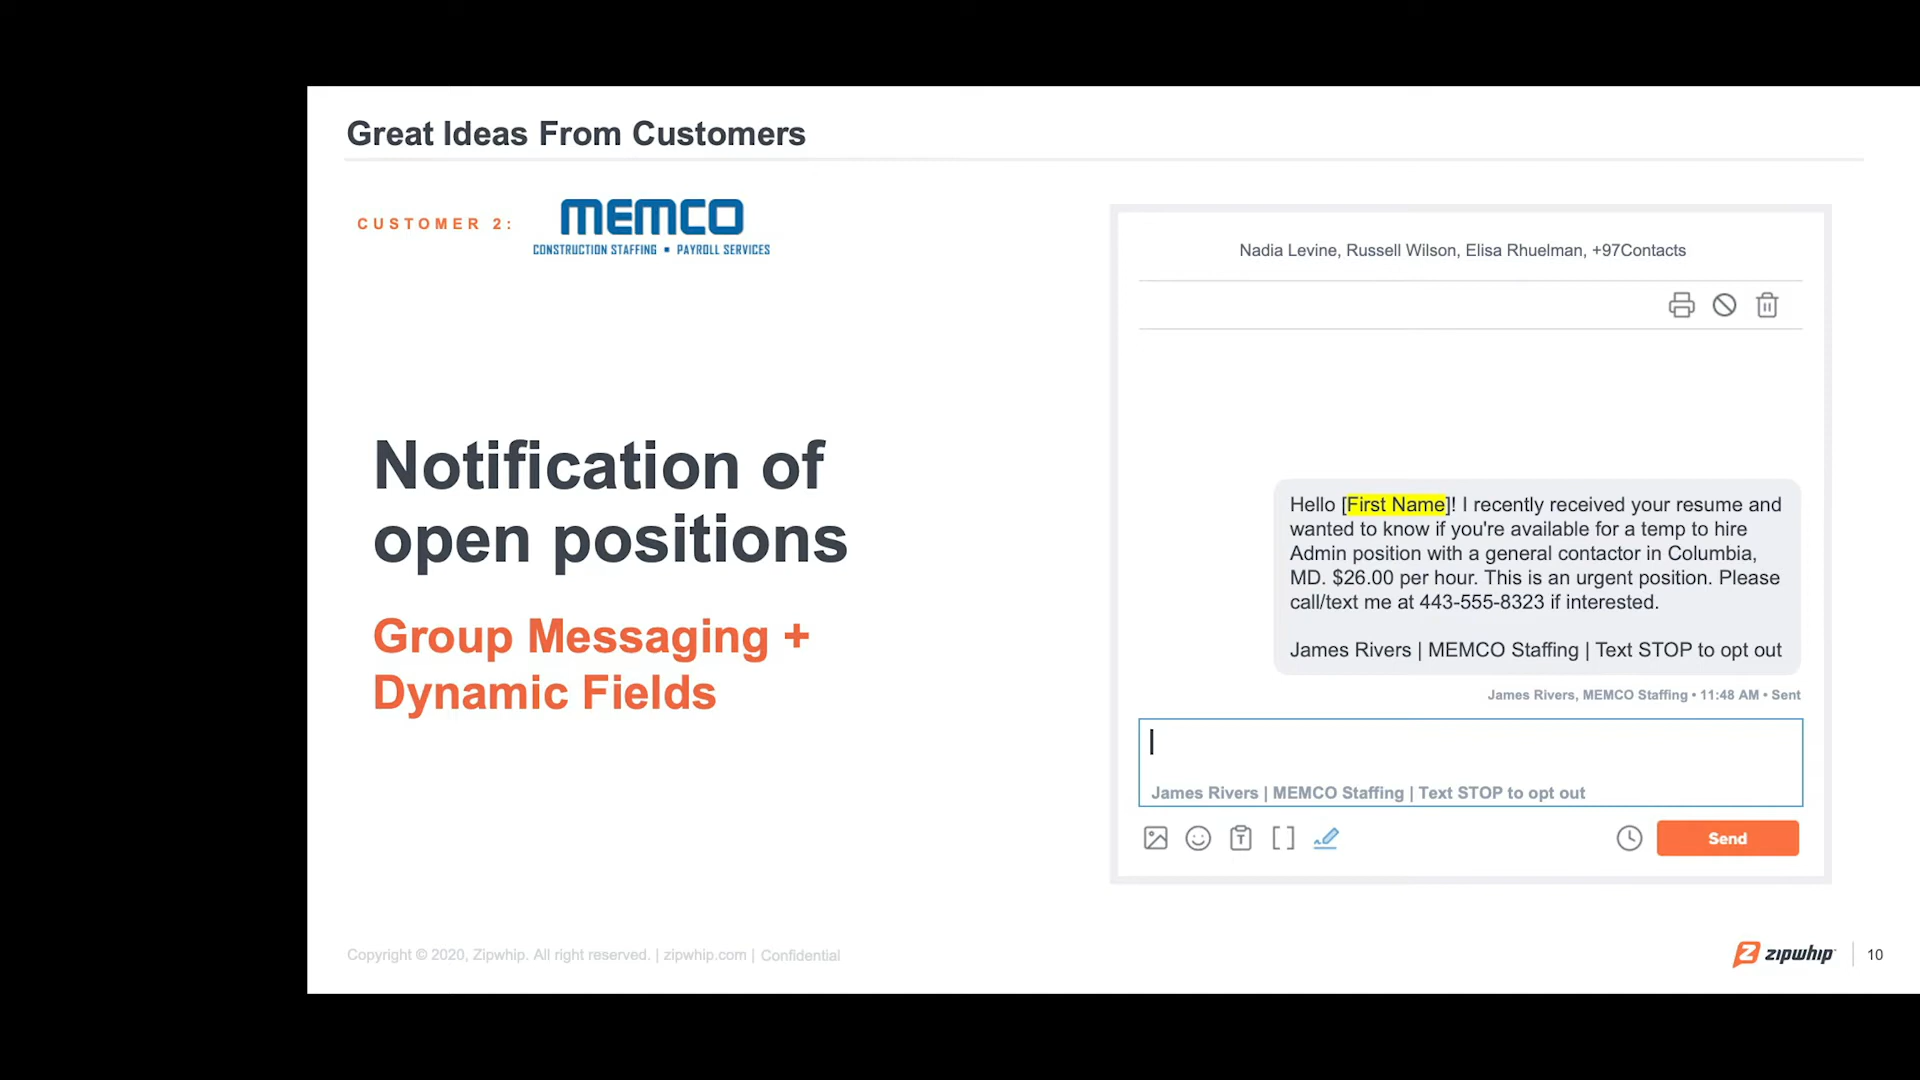 Great Ideas From Customers
CUSTOMER 2:
MEMCO
CONSTRUCTION STAFFING ▪ PAYROLL SERVICES
Notification of
open positions
Group Messaging +
Dynamic Fields
Nadia Levine, Russell Wilson, Elisa Rhuelman, +97Contacts
Hello [First Name]! I recently received your resume and
wanted to know if you're available for a temp to hire
Admin position with a general contactor in Columbia,
MD. $26.00 per hour. This is an urgent position. Please
call/text me at 443-555-8323 if interested.
James Rivers | MEMCO Staffing | Text STOP to opt out
James Rivers, MEMCO Staffing • 11:48 AM • Sent
James Rivers | MEMCO Staffing | Text STOP to opt out
Send
Copyright © 2020, Zipwhip. All right reserved. | zipwhip.com | Confidential
zipwhip
10